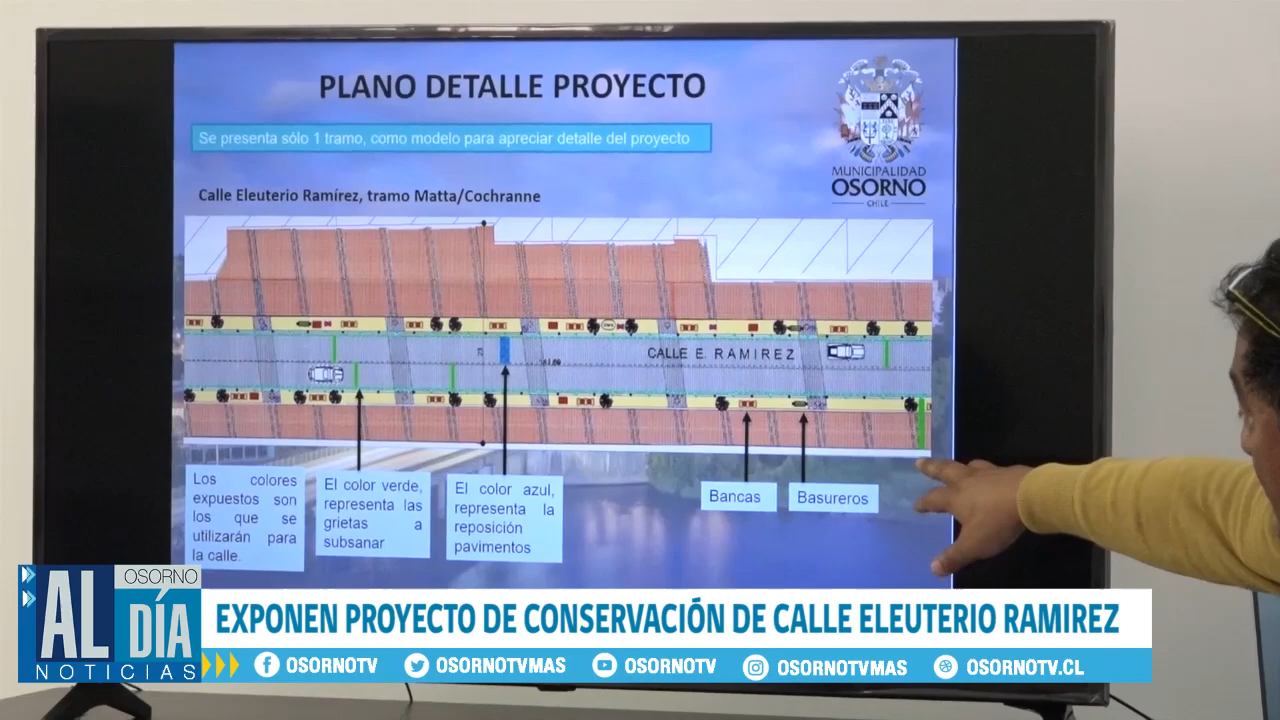 PLANO DETALLE PROYECTO
Se presenta sólo 1 tramo, como modelo para apreciar detalle del proyecto
MUNICIPALIDAD
OSORNO
CHILE
Calle Eleuterio Ramírez, tramo Matta/Cochranne
CALLE E. RAMIREZ
Los colores
expuestos son
los que se
utilizarán para
la calle.
El color verde,
representa las
grietas a
subsanar
El color azul,
representa la
reposición
pavimentos
Bancas
Basureros
AL DÍA
OSORNO
NOTICIAS
EXPONEN PROYECTO DE CONSERVACIÓN DE CALLE ELEUTERIO RAMIREZ
OSORNOTV
OSORNOTVMAS
OSORNOTV
OSORNOTVMAS
OSORNOTV.CL